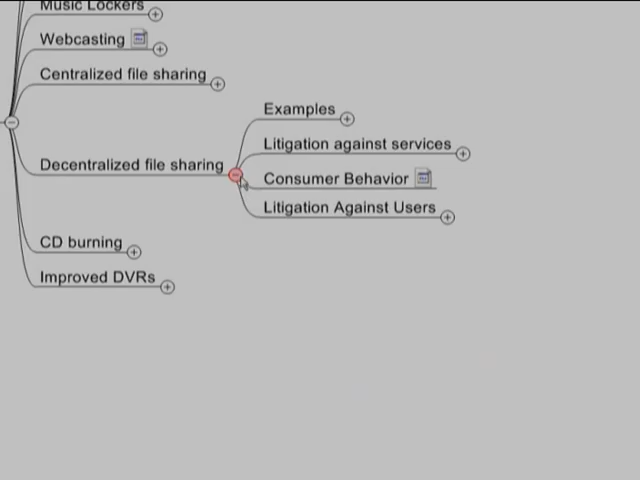 Music Lockers
Webcasting
Centralized file sharing
Examples
Litigation against services
Decentralized file sharing
Consumer Behavior
Litigation Against Users
CD burning
Improved DVRs